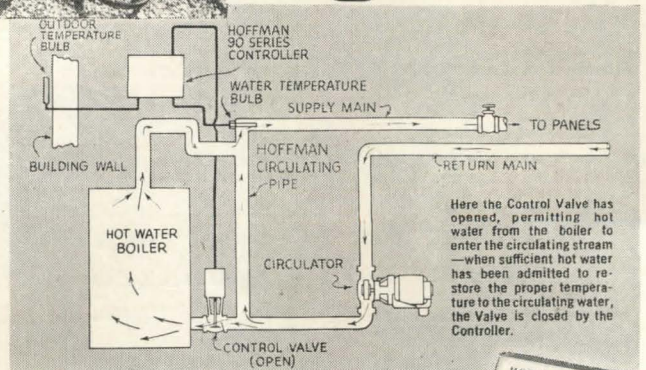 OUTDOOR
TEMPERATURE
BULB
HOFFMAN
90 SERIES
CONTROLLER
WATER TEMPERATURE
BULB
SUPPLY MAIN
TO PANELS
BUILDING WALL
HOFFMAN
CIRCULATING
PIPE
RETURN MAIN
HOT WATER
BOILER
CIRCULATOR
CONTROL VALVE
(OPEN)
Here the Control Valve has
opened, permitting hot
water from the boiler to
enter the circulating stream
—when sufficient hot water
has been admitted to re-
store the proper tempera-
ture to the circulating water,
the Valve is closed by the
Controller.